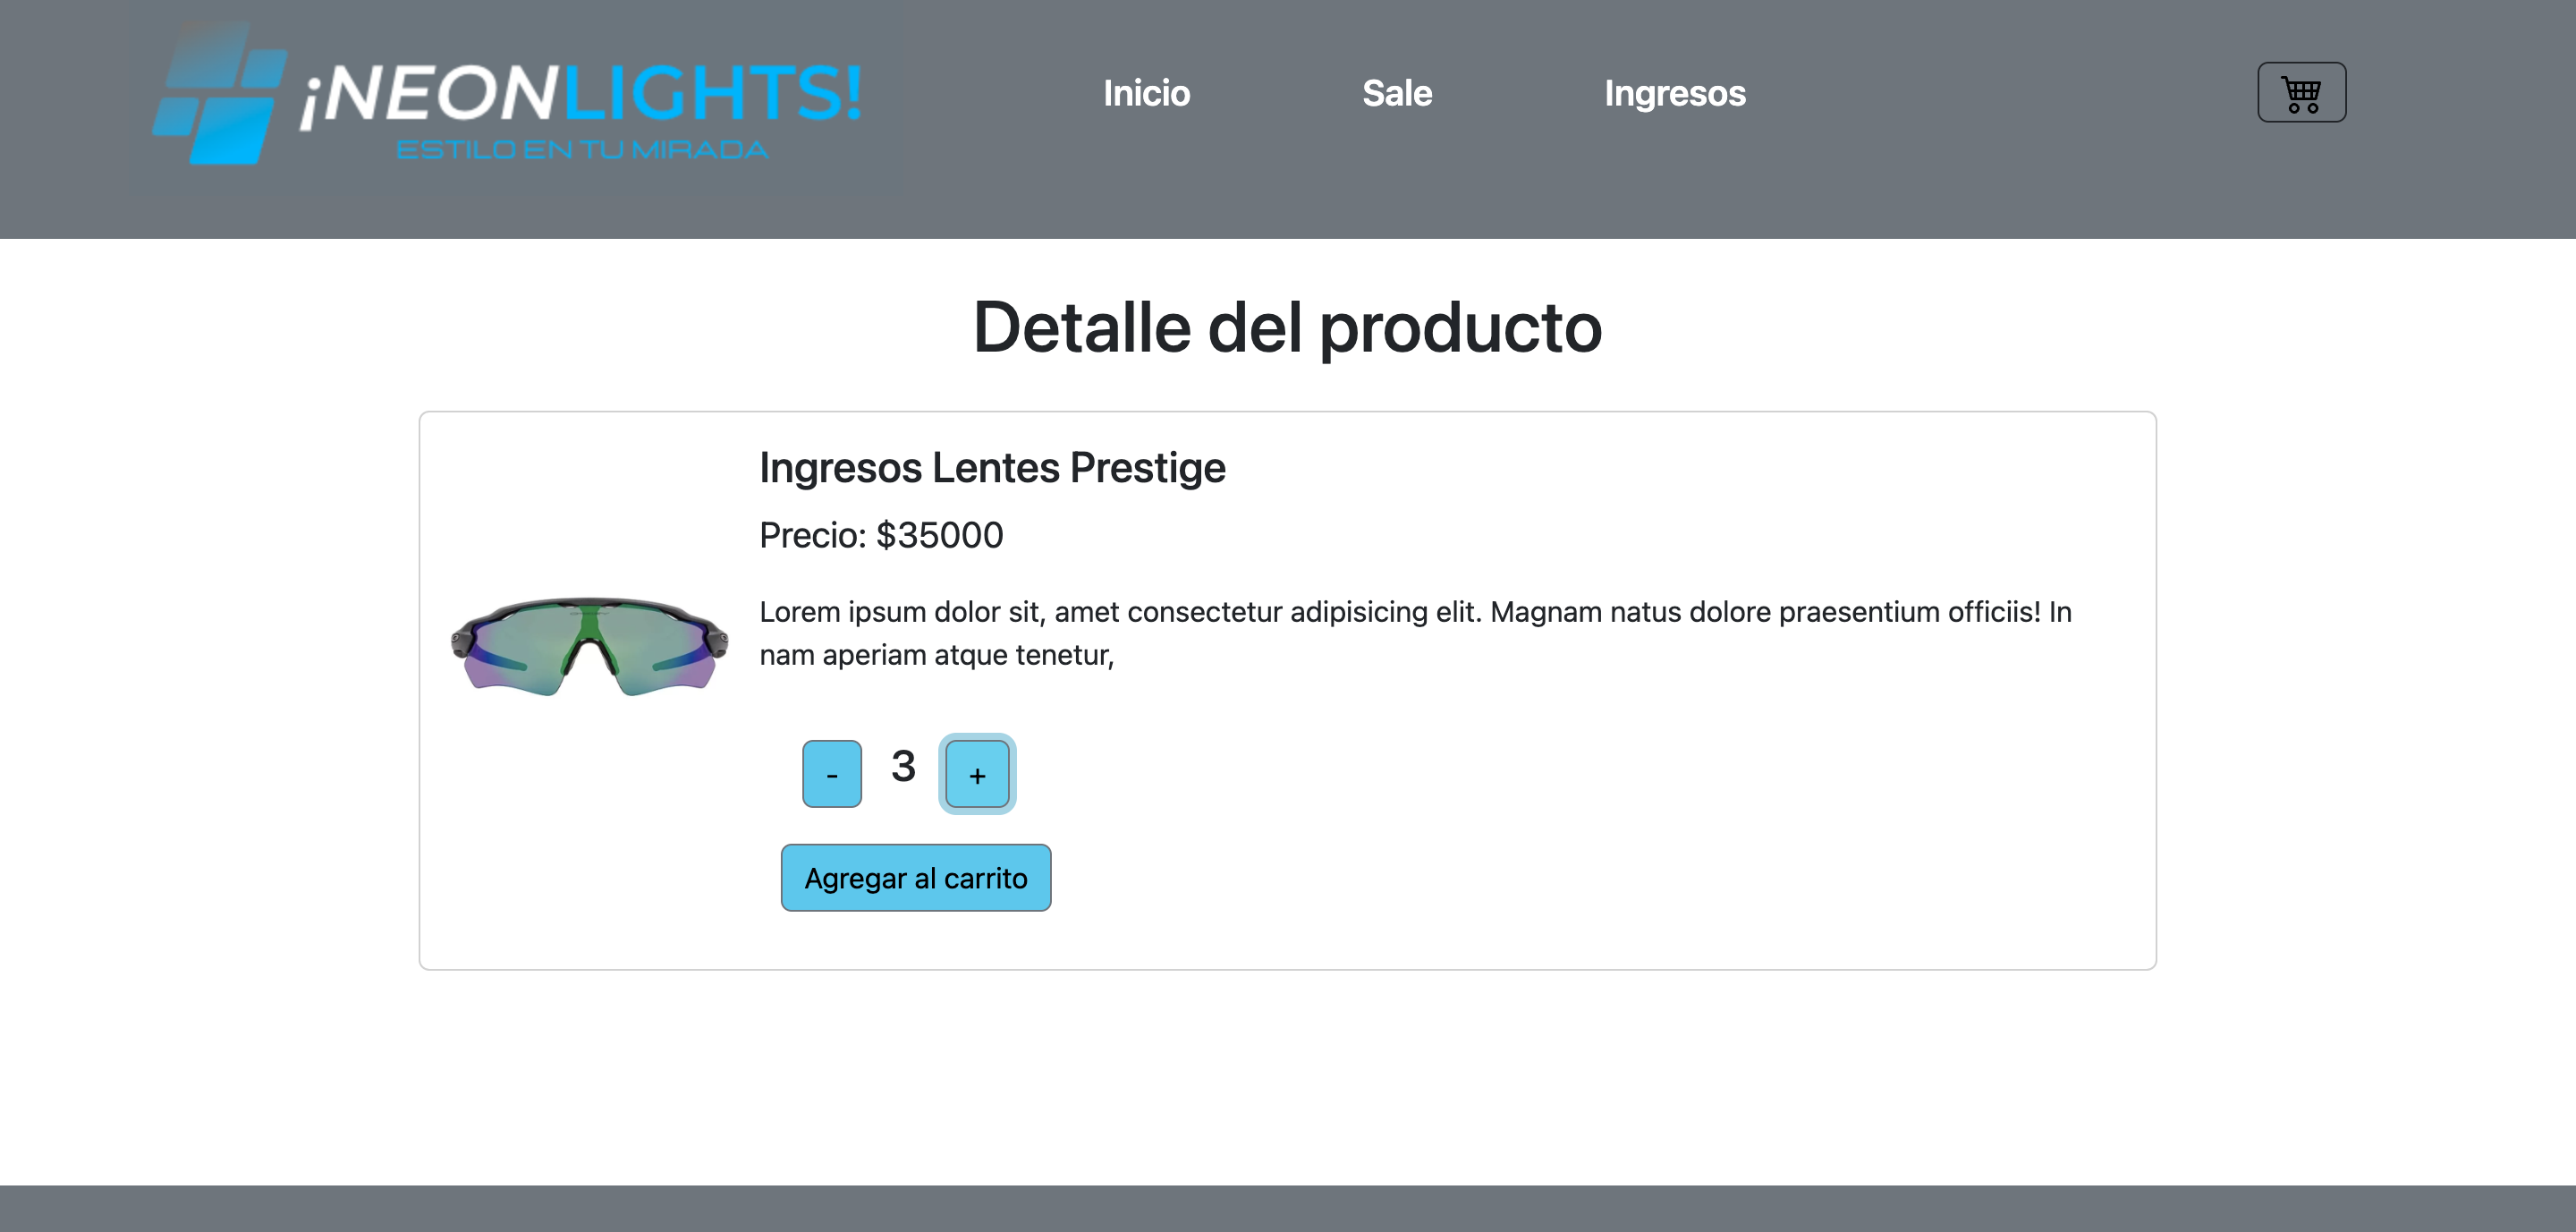 ¡NEONLIGHTS!
ESTILO EN TU MIRADA
Inicio
Sale
Ingresos
Detalle del producto
Ingresos Lentes Prestige
Precio: $35000
Lorem ipsum dolor sit, amet consectetur adipisicing elit. Magnam natus dolore praesentium officiis! In
nam aperiam atque tenetur,
- 3 +
Agregar al carrito